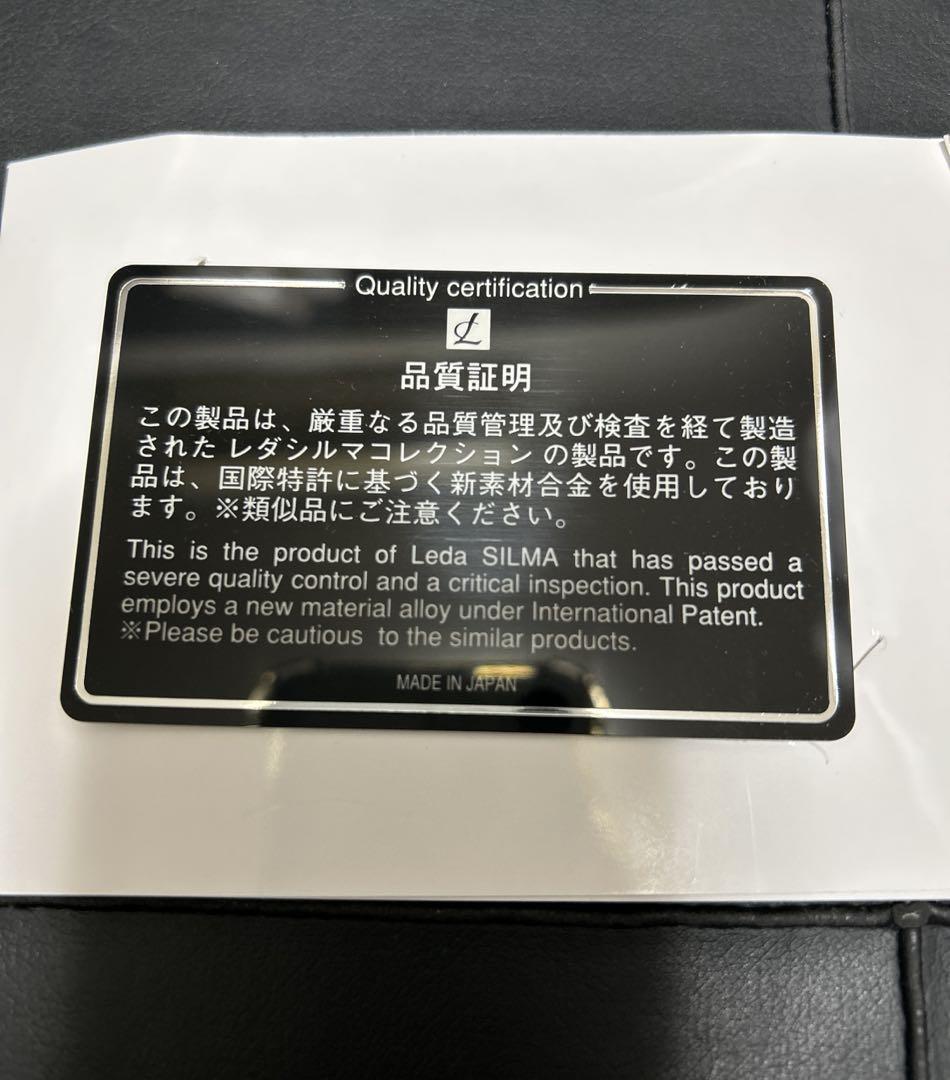 Quality certification
品質証明
この製品は、厳重なる品質管理及び検査を経て製造
された レダシルマコレクション の製品です。この製
品は、国際特許に基づく新素材合金を使用しており
ます。※類似品にご注意ください。
This is the product of Leda SILMA that has passed a
severe quality control and a critical inspection. This product
employs a new material alloy under International Patent.
※Please be cautious to the similar products.
MADE IN JAPAN